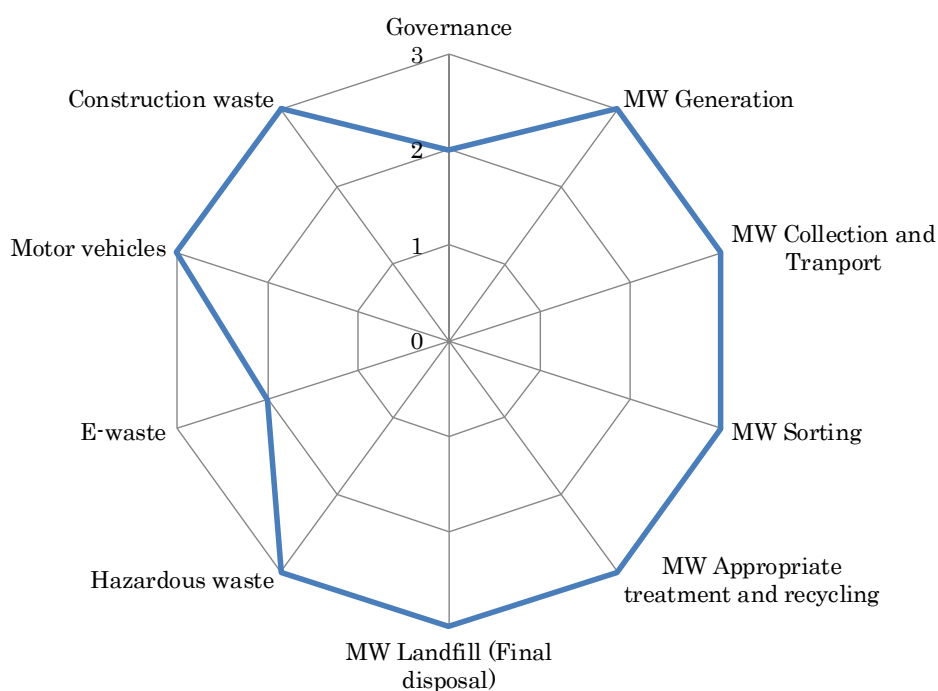 Governance
3
Construction waste
MW Generation
2
Motor vehicles
1
MW Collection and
Tranport
0
E-waste
MW Sorting
Hazardous waste
MW Appropriate
treatment and recycling
MW Landfill (Final
disposal)